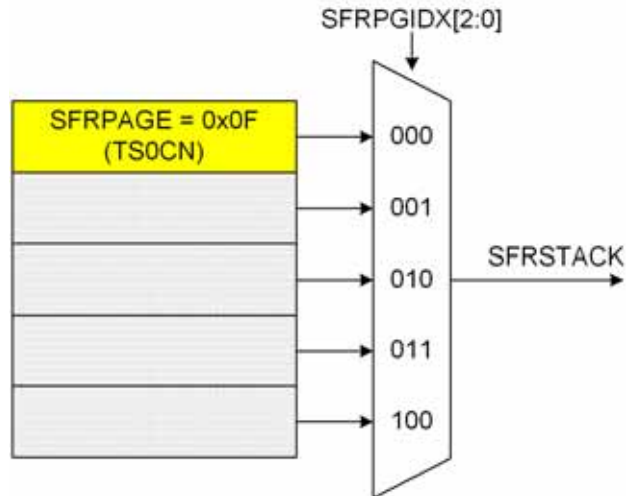 SFRPGIDX[2:0]
SFRPAGE = 0x0F
(TS0CN)
000
001
010
SFRSTACK
011
100